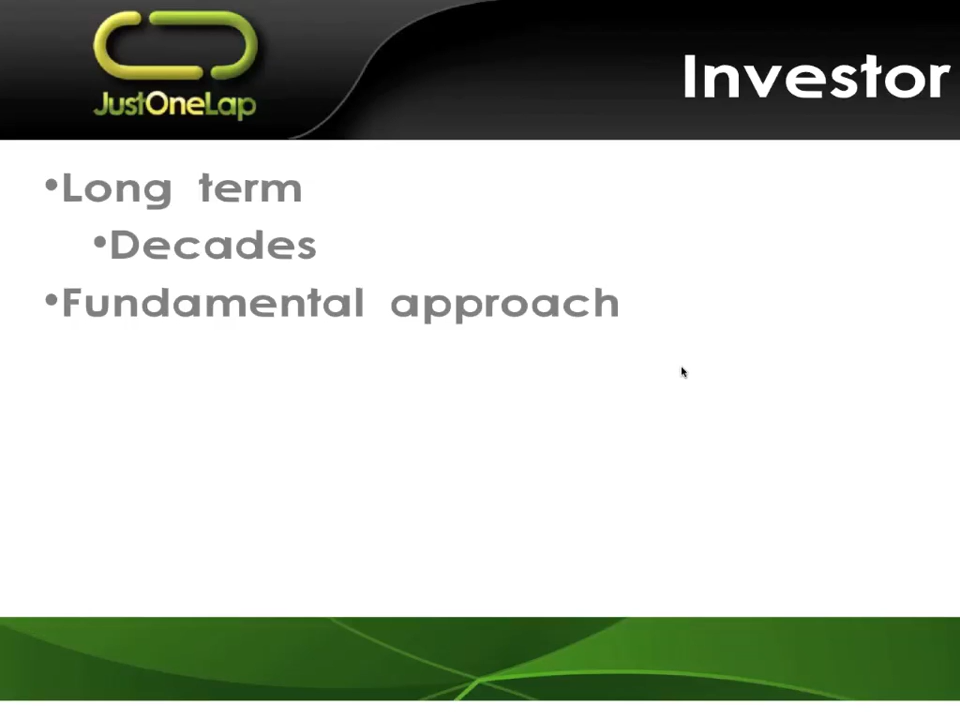 JustOneLap
Investor
•Long term
•Decades
•Fundamental approach